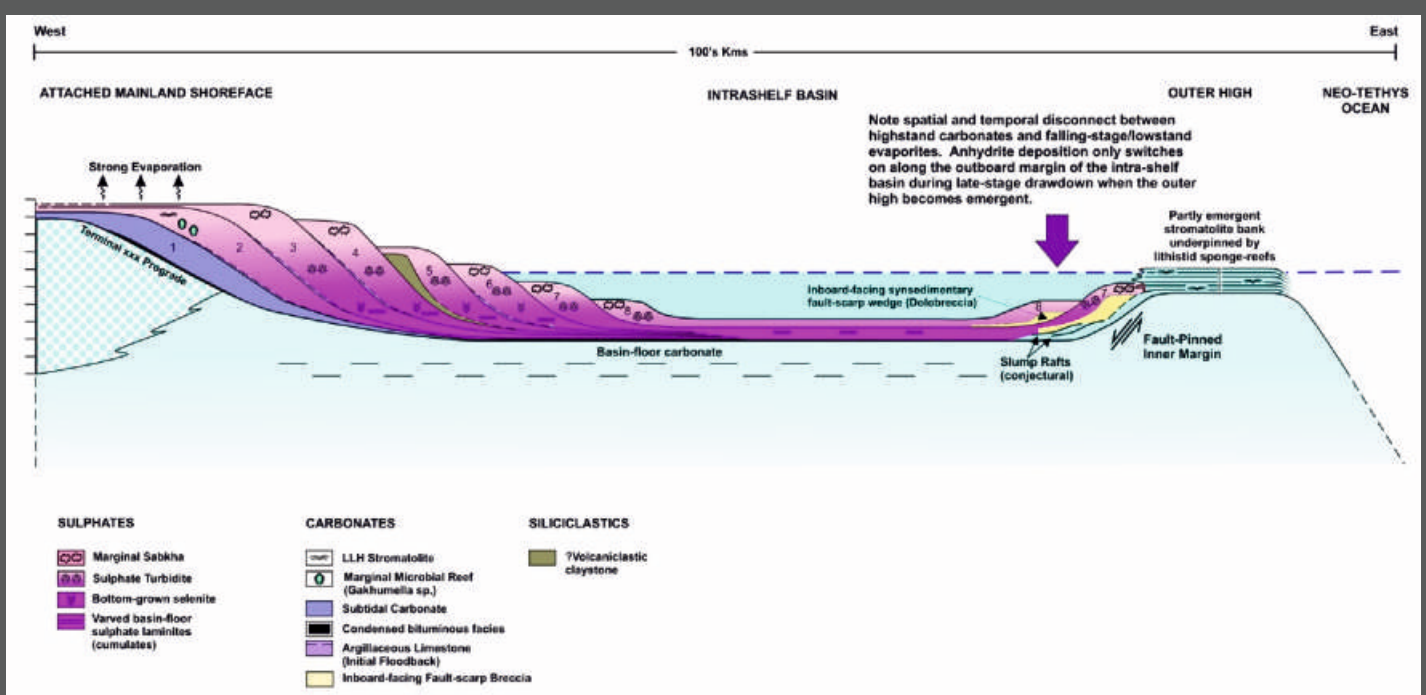 West
East
100's Kms
ATTACHED MAINLAND SHOREFACE
INTRASHELF BASIN
OUTER HIGH
NEO-TETHYS
OCEAN
Note spatial and temporal disconnect between
highstand carbonates and falling-stage/lowstand
evaporites. Anhydrite deposition only switches
on along the outboard margin of the intra-shelf
basin during late-stage drawdown when the outer
high becomes emergent.
Strong Evaporation
Partly emergent
stromatolite bank
underpinned by
lithistid sponge-reefs
Terminal xxx Prograde
1
2
3
4
5
6
7
8
Inboard-facing synsedimentary
fault-scarp wedge (Dolobreccia)
8
7
Basin-floor carbonate
Slump Rafts
(conjectural)
Fault-Pinned
Inner Margin
SULPHATES
Marginal Sabkha
Sulphate Turbidite
Bottom-grown selenite
Varved basin-floor
sulphate laminites
(cumulates)
CARBONATES
LLH Stromatolite
Marginal Microbial Reef
(Gakhumella sp.)
Subtidal Carbonate
Condensed bituminous facies
Argillaceous Limestone
(Initial Floodback)
Inboard-facing Fault-scarp Breccia
SILICICLASTICS
?Volcaniclastic
claystone